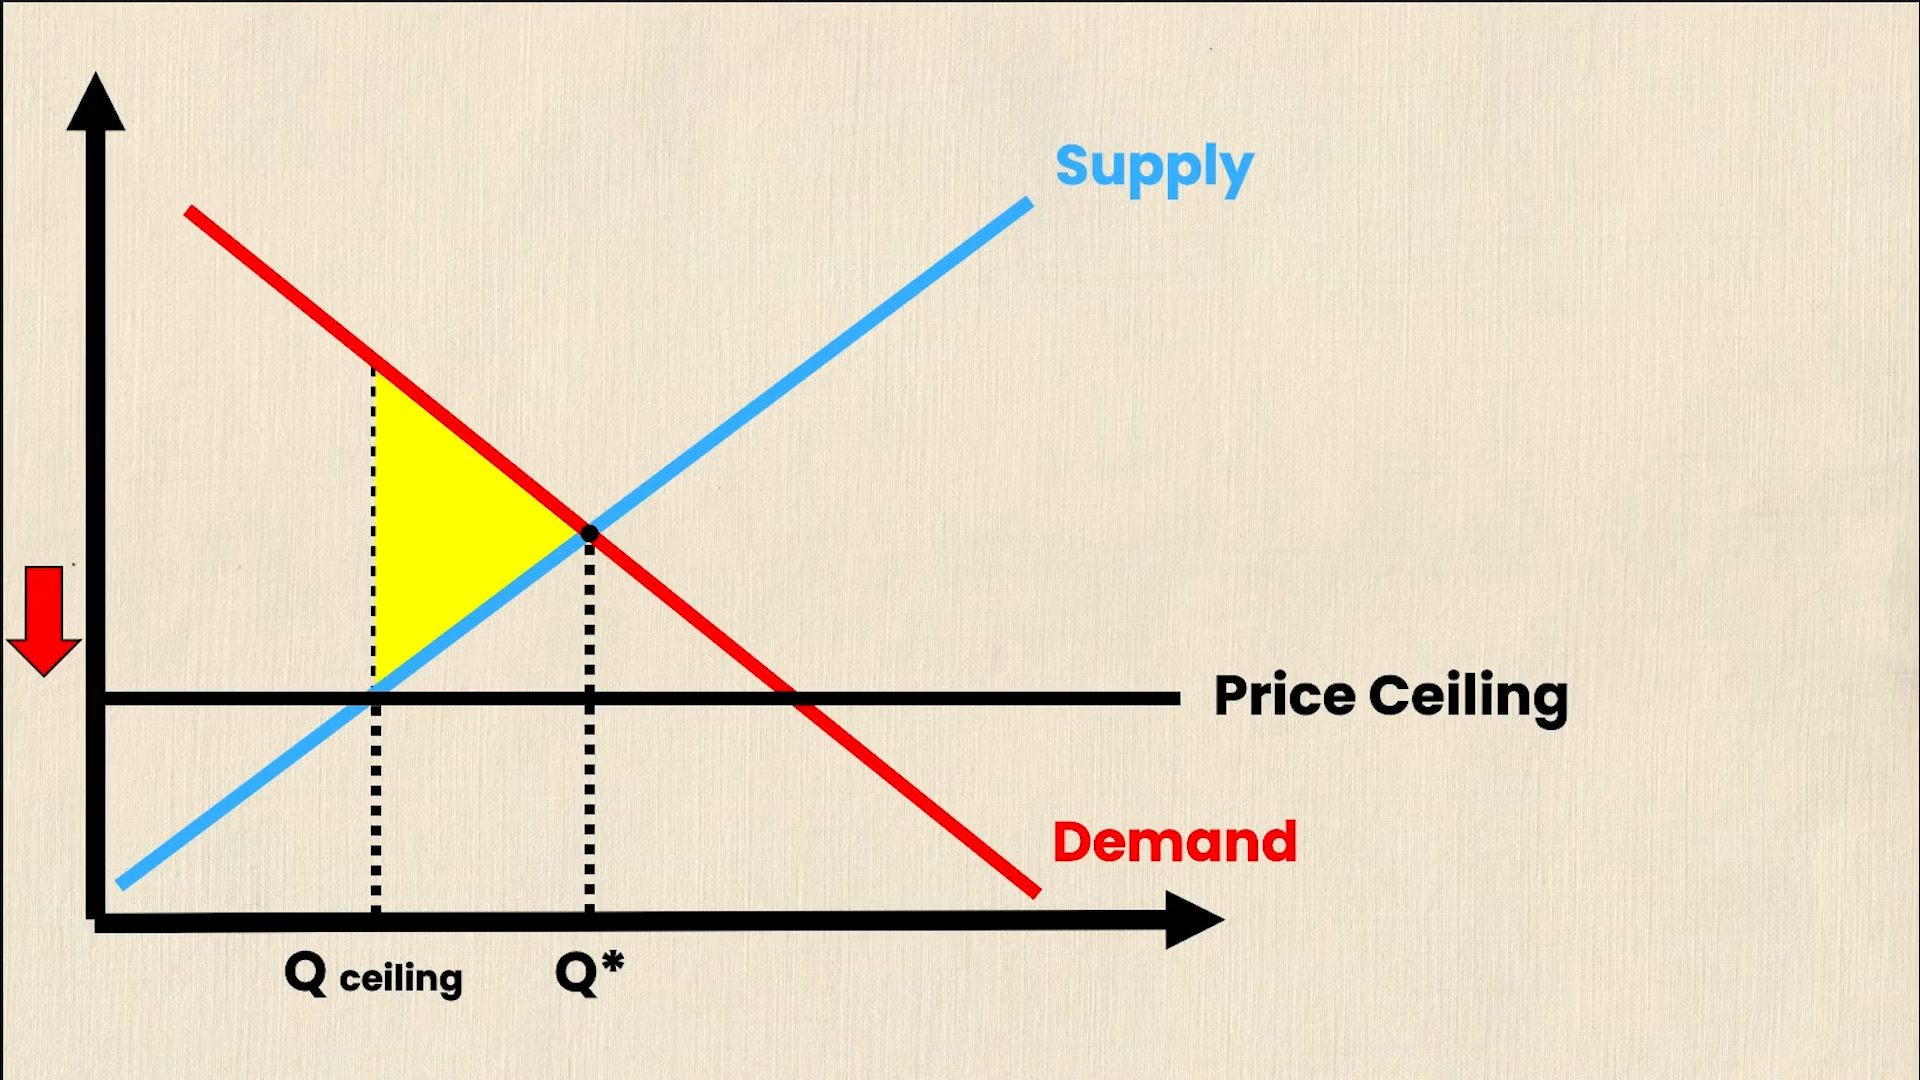 Supply
Price Ceiling
Demand
Q ceiling
Q*